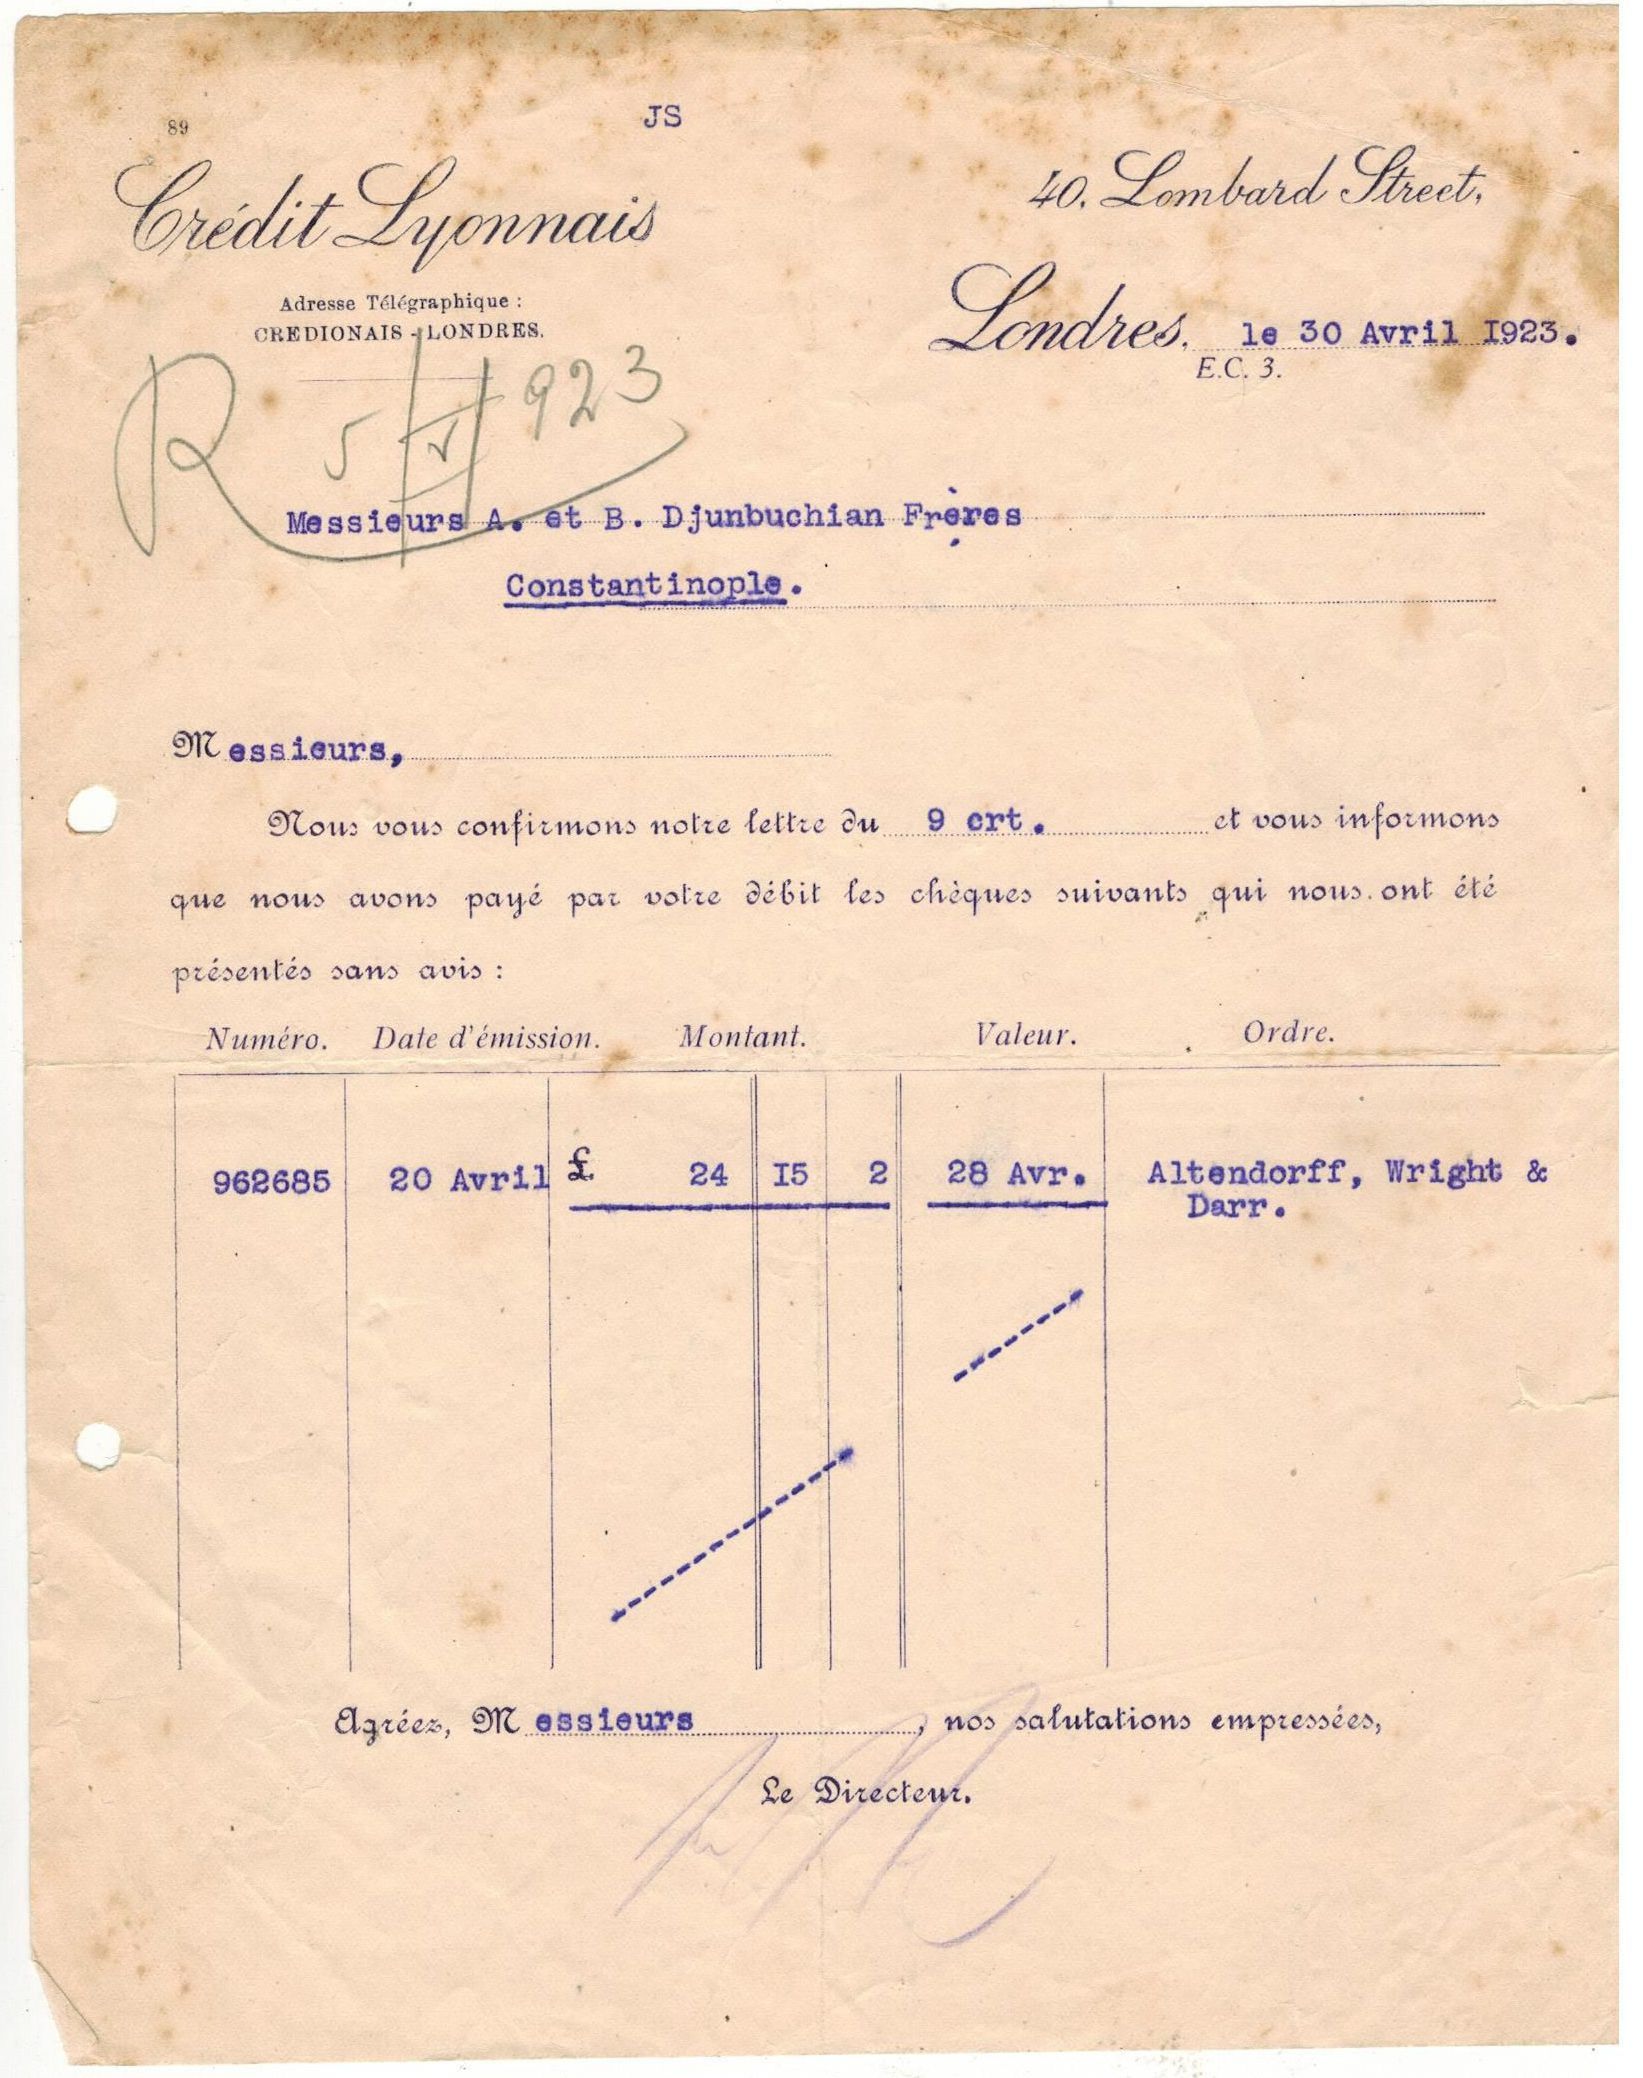 89
JS
Crédit Lyonnais
40, Lombard Street,
Adresse Télégraphique :
CREDIONAIS - LONDRES.
Londres, le 30 Avril I923.
E.C. 3.
R 5/V/923
Messieurs A. et B. Djunbuchian Frères
Constantinople.
Messieurs,
Nous vous confirmons notre lettre du 9 crt. et vous informons
que nous avons payé par votre débit les chèques suivants qui nous ont été
présentés sans avis :
Numéro. Date d'émission. Montant. Valeur. Ordre.
962685 20 Avril £ 24 I5 2 28 Avr. Altendorff, Wright &
Darr.
Agréez, Messieurs, nos salutations empressées,
Le Directeur.